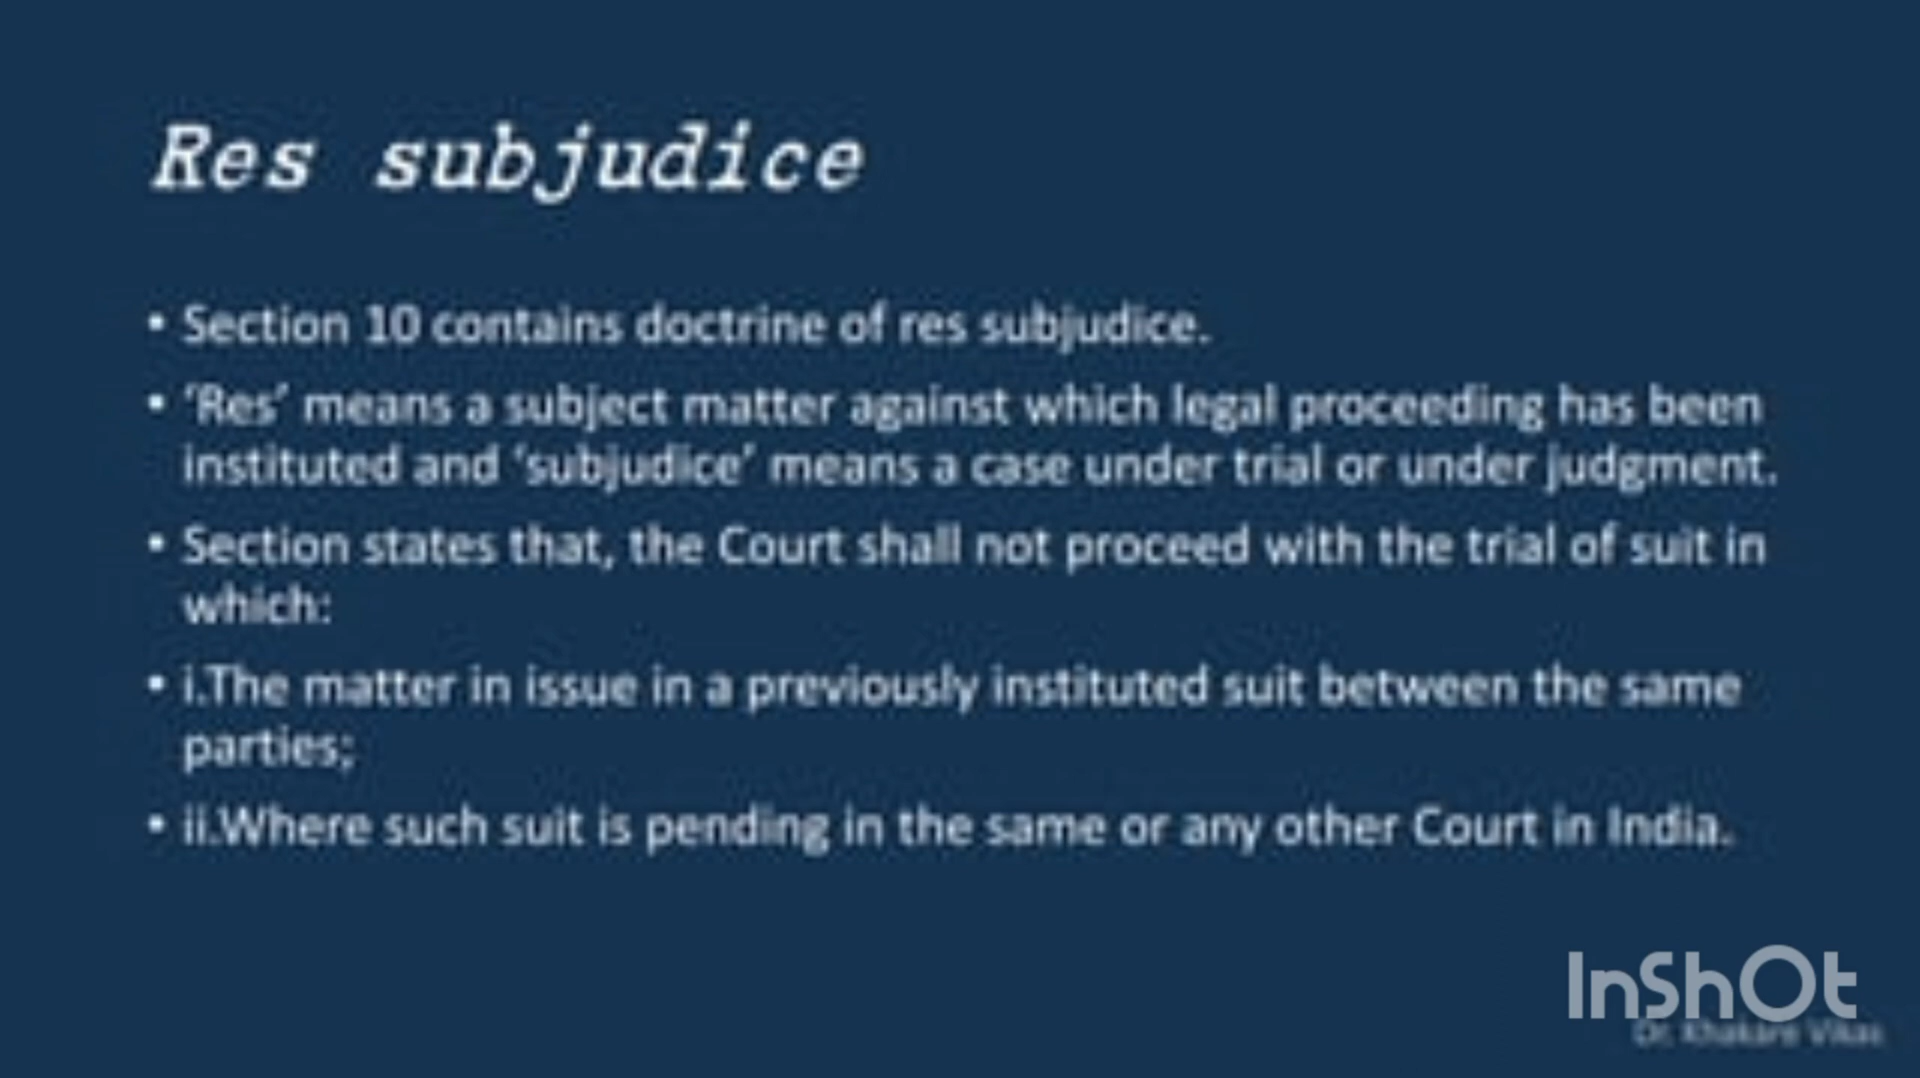 Res subjudice
• Section 10 contains doctrine of res subjudice.
• ‘Res’ means a subject matter against which legal proceeding has been
instituted and ‘subjudice’ means a case under trial or under judgment.
• Section states that, the Court shall not proceed with the trial of suit in
which:
• i.The matter in issue in a previously instituted suit between the same
parties;
• ii.Where such suit is pending in the same or any other Court in India.
InShOt
Dr. Khakare Vikas